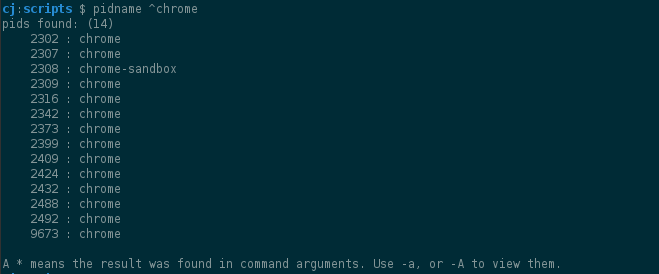 cj:scripts $ pidname ^chrome
pids found: (14)
2302 : chrome
2307 : chrome
2308 : chrome-sandbox
2309 : chrome
2316 : chrome
2342 : chrome
2373 : chrome
2399 : chrome
2409 : chrome
2424 : chrome
2432 : chrome
2488 : chrome
2492 : chrome
9673 : chrome
A * means the result was found in command arguments. Use -a, or -A to view them.